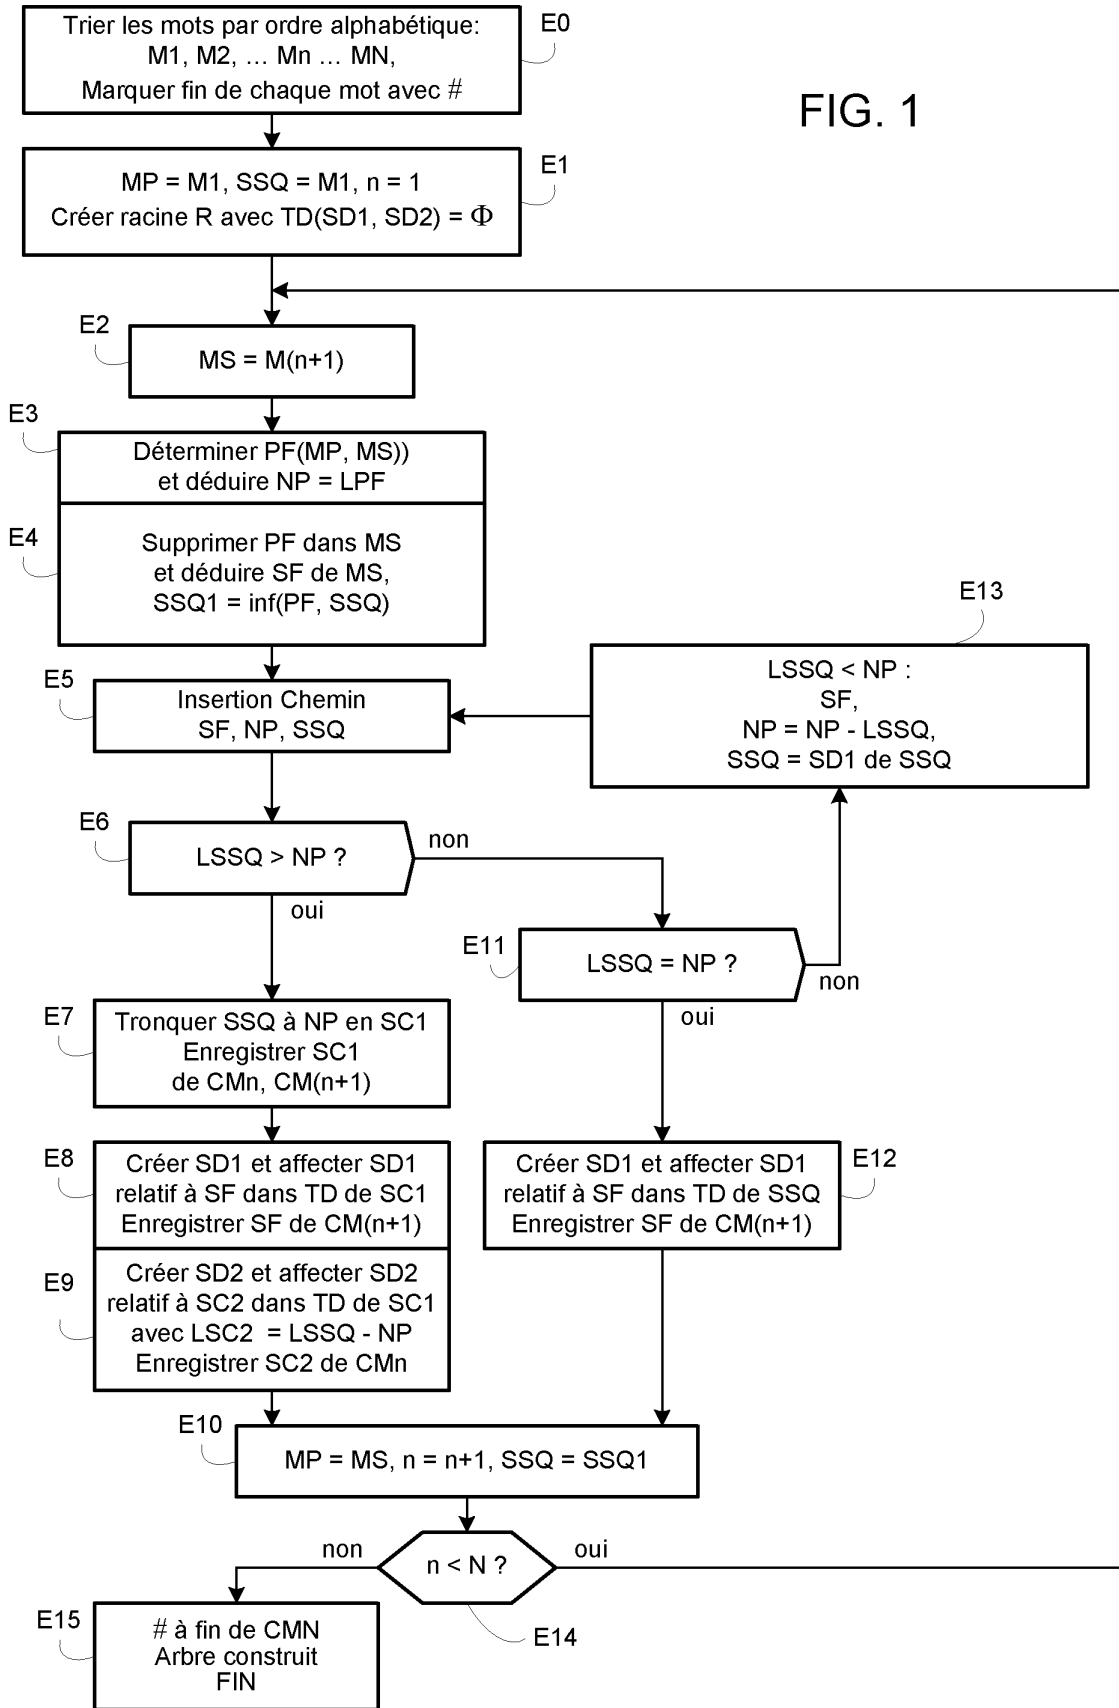 Trier les mots par ordre alphabétique:
M1, M2, ... Mn ... MN,
Marquer fin de chaque mot avec #
E0
FIG. 1
MP = M1, SSQ = M1, n = 1
Créer racine R avec TD(SD1, SD2) = Φ
E1
E2
MS = M(n+1)
E3
Déterminer PF(MP, MS))
et déduire NP = LPF
E4
Supprimer PF dans MS
et déduire SF de MS,
SSQ1 = inf(PF, SSQ)
E13
LSSQ < NP :
SF,
NP = NP - LSSQ,
SSQ = SD1 de SSQ
E5
Insertion Chemin
SF, NP, SSQ
E6
LSSQ > NP ?
non
oui
E11
LSSQ = NP ?
non
oui
E7
Tronquer SSQ à NP en SC1
Enregistrer SC1
de CMn, CM(n+1)
E8
Créer SD1 et affecter SD1
relatif à SF dans TD de SC1
Enregistrer SF de CM(n+1)
E12
Créer SD1 et affecter SD1
relatif à SF dans TD de SSQ
Enregistrer SF de CM(n+1)
E9
Créer SD2 et affecter SD2
relatif à SC2 dans TD de SC1
avec LSC2 = LSSQ - NP
Enregistrer SC2 de CMn
E10
MP = MS, n = n+1, SSQ = SSQ1
non
n < N ?
oui
E14
E15
# à fin de CMN
Arbre construit
FIN